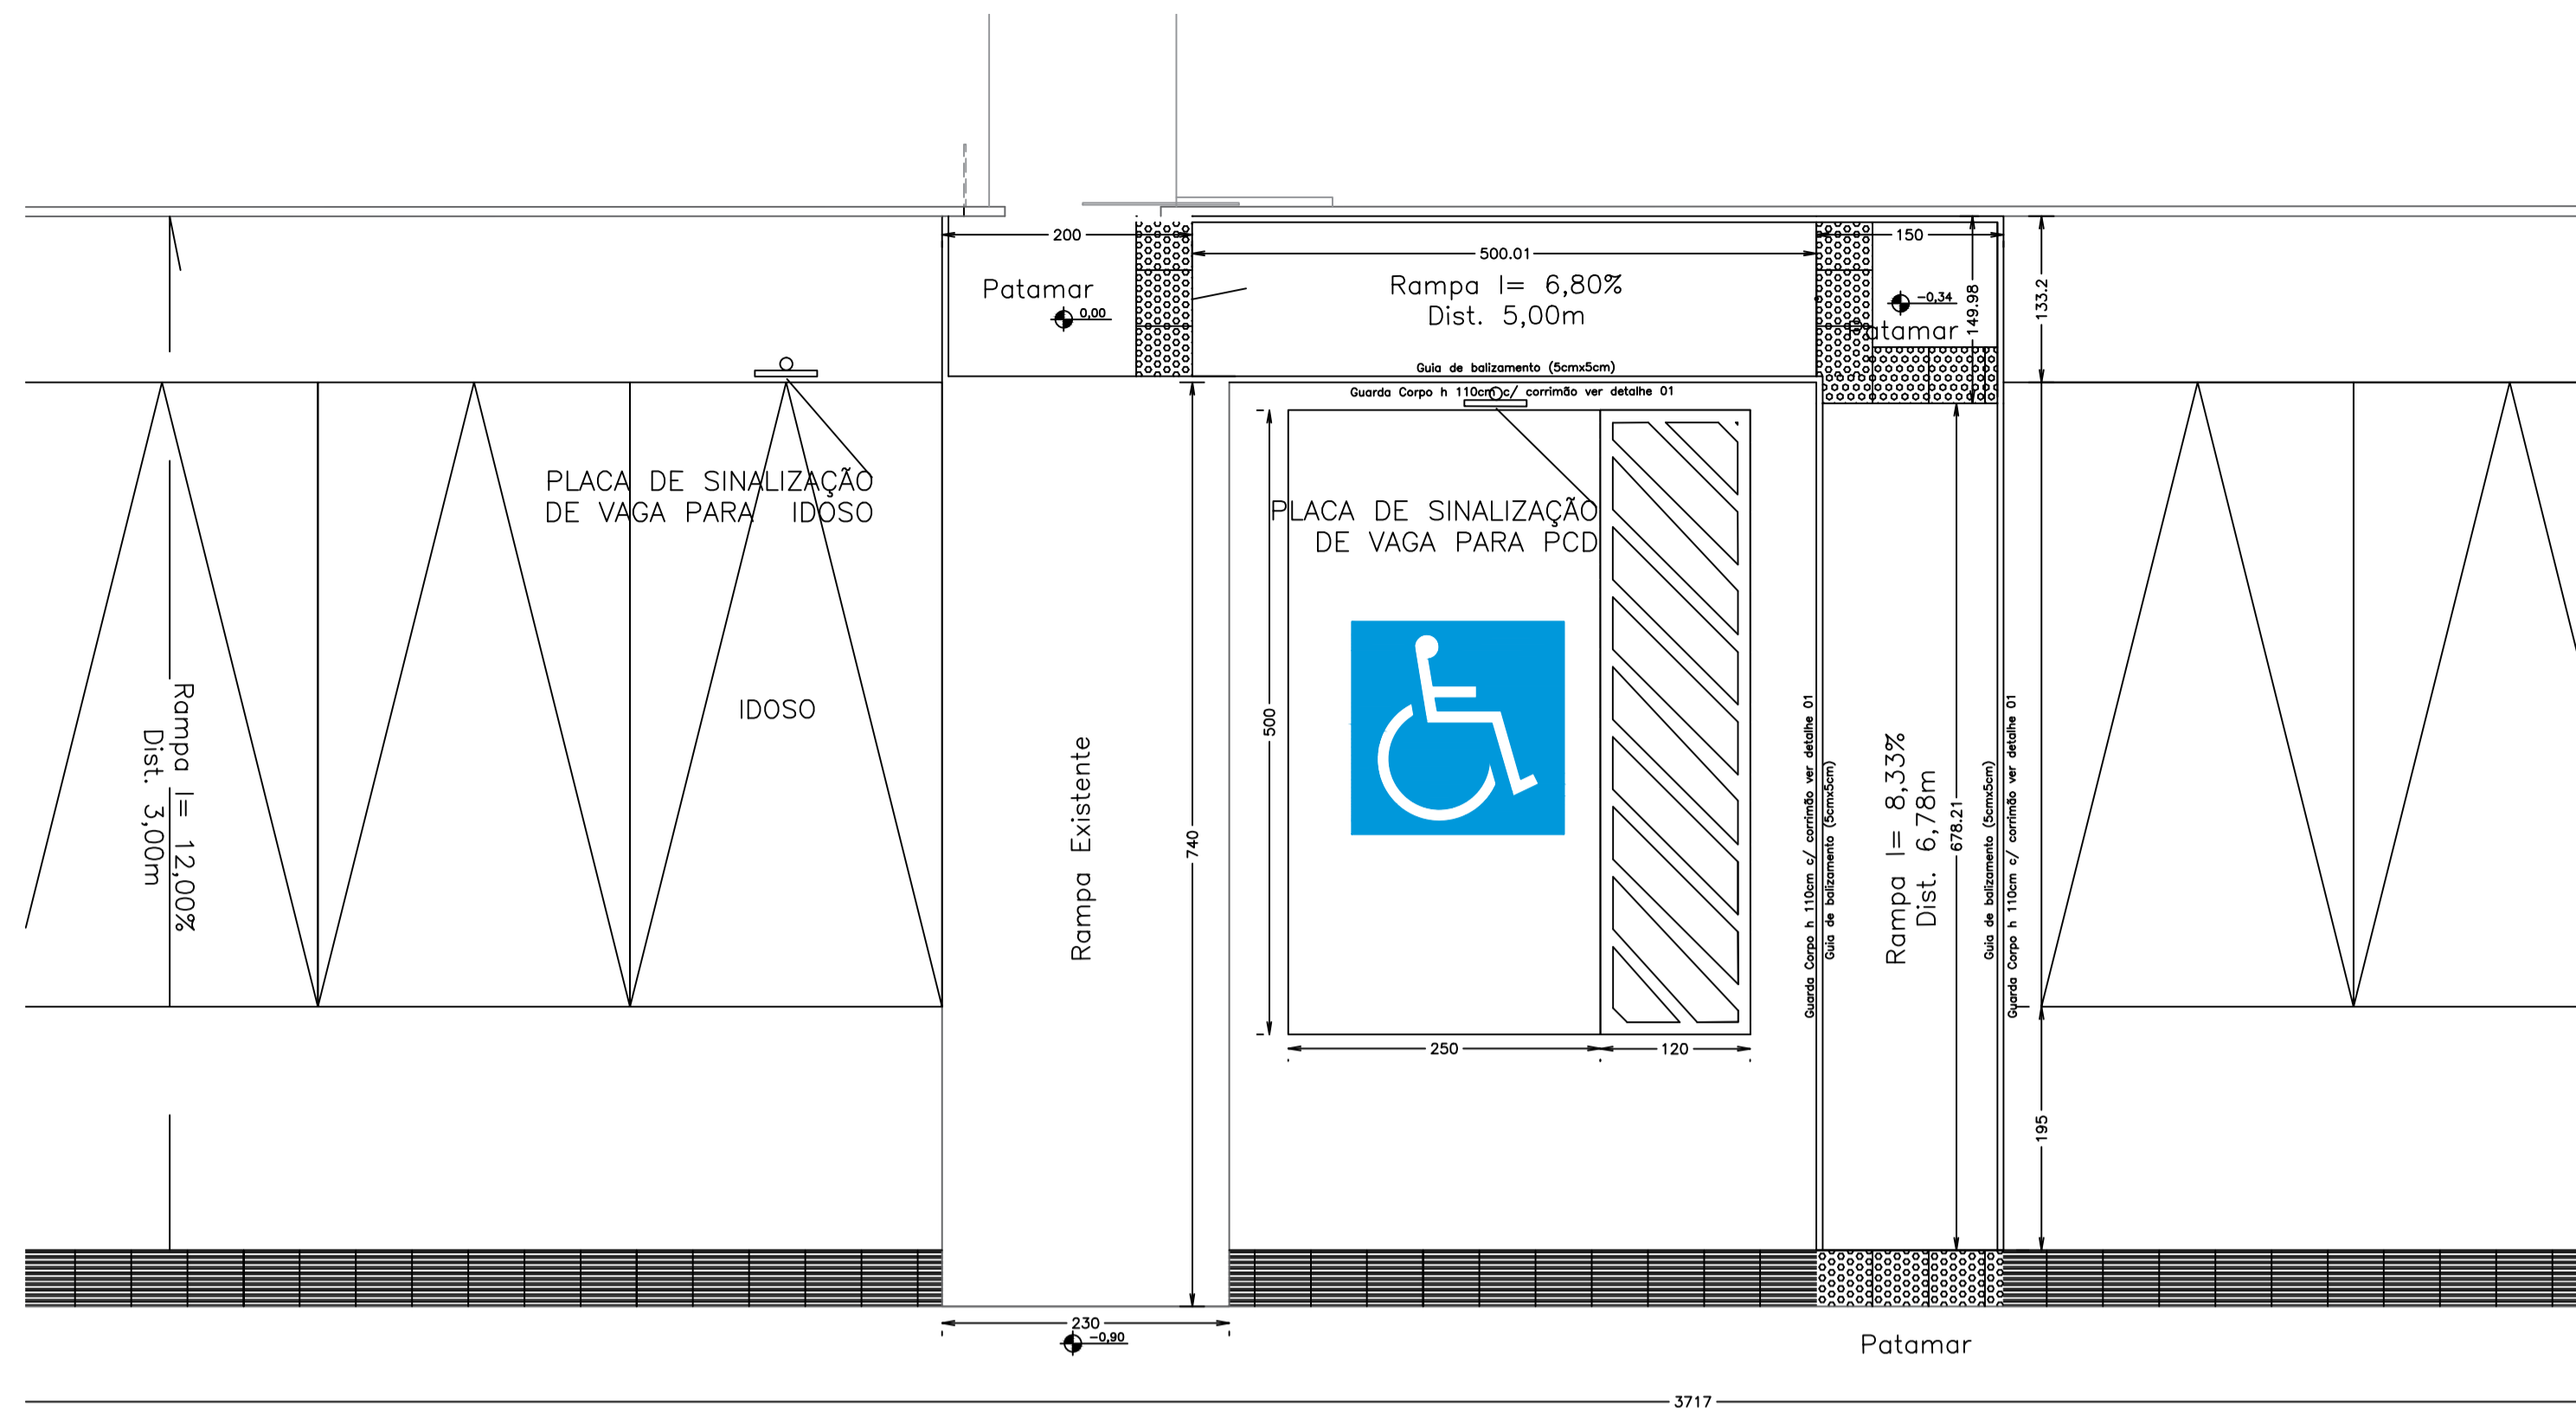 200
500.01
150
Patamar
0,00
Rampa I= 6,80%
Dist. 5,00m
-0,34
Patamar
149.98
133.2
Guia de balizamento (5cmx5cm)
Guarda Corpo h 110cm c/ corrimão ver detalhe 01
PLACA DE SINALIZAÇÃO
DE VAGA PARA IDOSO
PLACA DE SINALIZAÇÃO
DE VAGA PARA PCD
IDOSO
Rampa I= 12,00%
Dist. 3,00m
Rampa Existente
740
500
250
120
Guarda Corpo h 110cm c/ corrimão ver detalhe 01
Guia de balizamento (5cmx5cm)
Rampa I= 8,33%
Dist. 6,78m
678.21
Guia de balizamento (5cmx5cm)
Guarda Corpo h 110cm c/ corrimão ver detalhe 01
195
230
-0,90
Patamar
3717